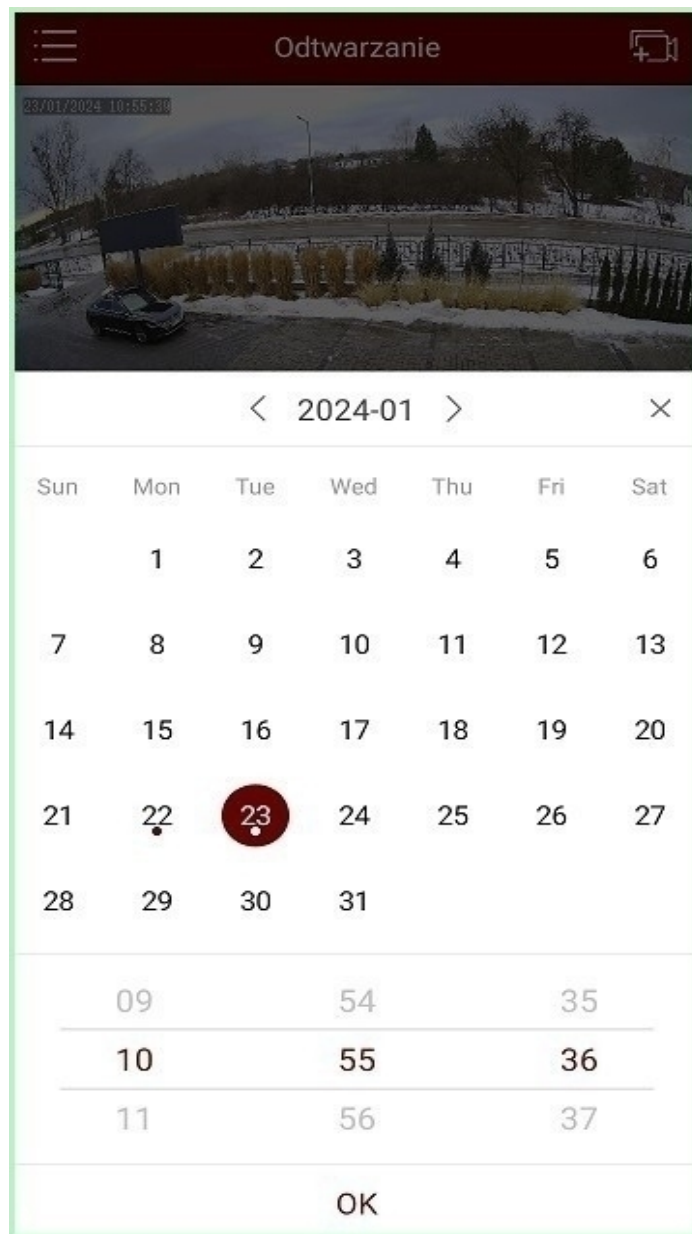 Odtwarzanie
23/01/2024 10:55:39
< 2024-01 > ×
Sun Mon Tue Wed Thu Fri Sat
1 2 3 4 5 6
7 8 9 10 11 12 13
14 15 16 17 18 19 20
21 22 23 24 25 26 27
28 29 30 31
09 54 35
10 55 36
11 56 37
OK